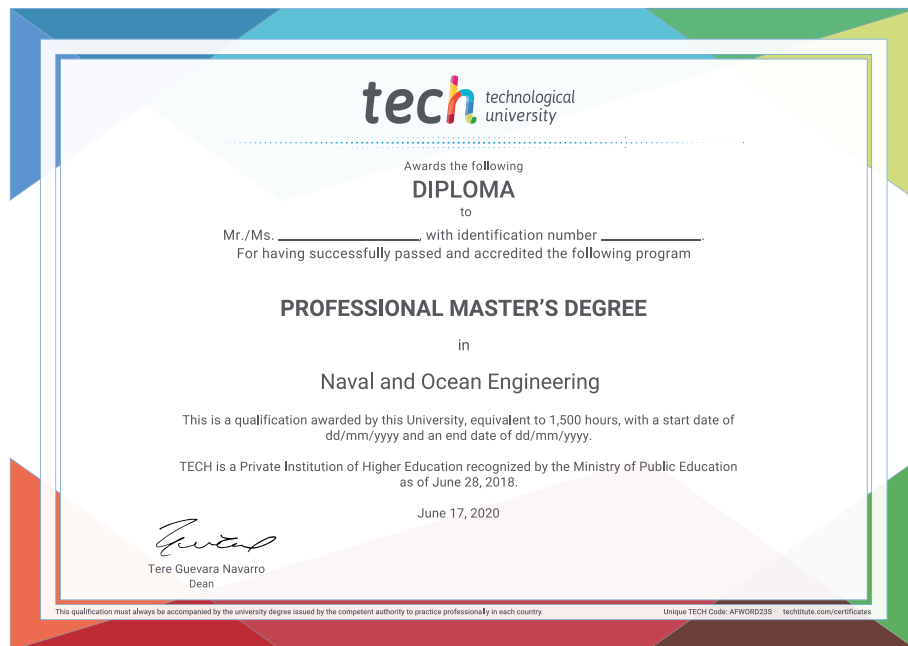 tech technological
university
Awards the following
DIPLOMA
to
Mr./Ms. ____________________, with identification number ______________.
For having successfully passed and accredited the following program
PROFESSIONAL MASTER'S DEGREE
in
Naval and Ocean Engineering
This is a qualification awarded by this University, equivalent to 1,500 hours, with a start date of
dd/mm/yyyy and an end date of dd/mm/yyyy.
TECH is a Private Institution of Higher Education recognized by the Ministry of Public Education
as of June 28, 2018.
June 17, 2020
Tere Guevara Navarro
Dean
This qualification must always be accompanied by the university degree issued by the competent authority to practice professionally in each country.
Unique TECH Code: AFWORD23S techtitute.com/certificates